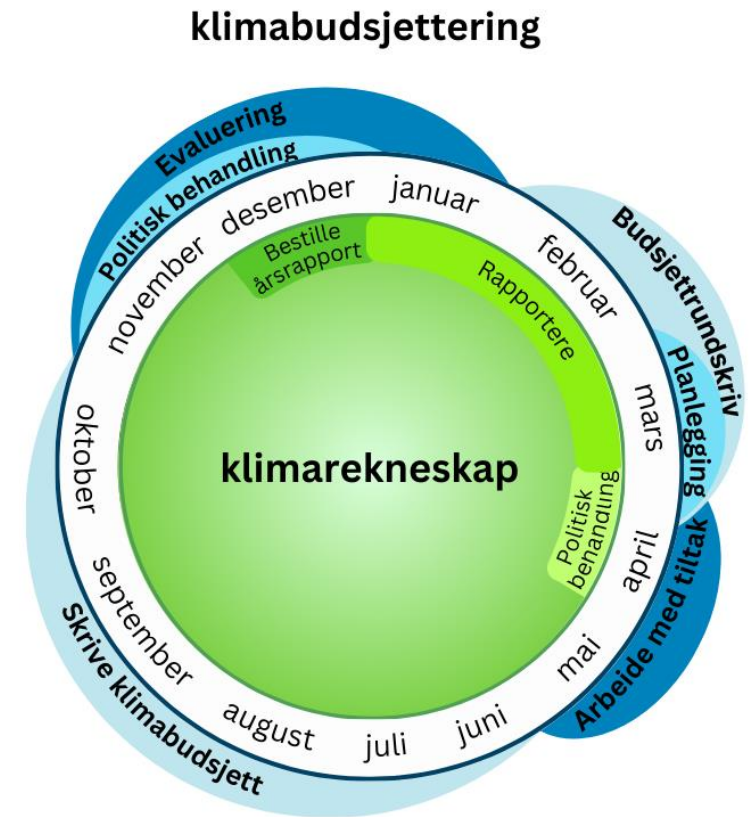 klimabudsjettering
Evaluering
Politisk behandling
Budsjettrundskriv
Planlegging
Arbeide med tiltak
Skrive klimabudsjett
januar
februar
mars
april
mai
juni
juli
august
september
oktober
november
desember
Bestille
årsrapport
Rapportere
Politisk
behandling
klimarekneskap